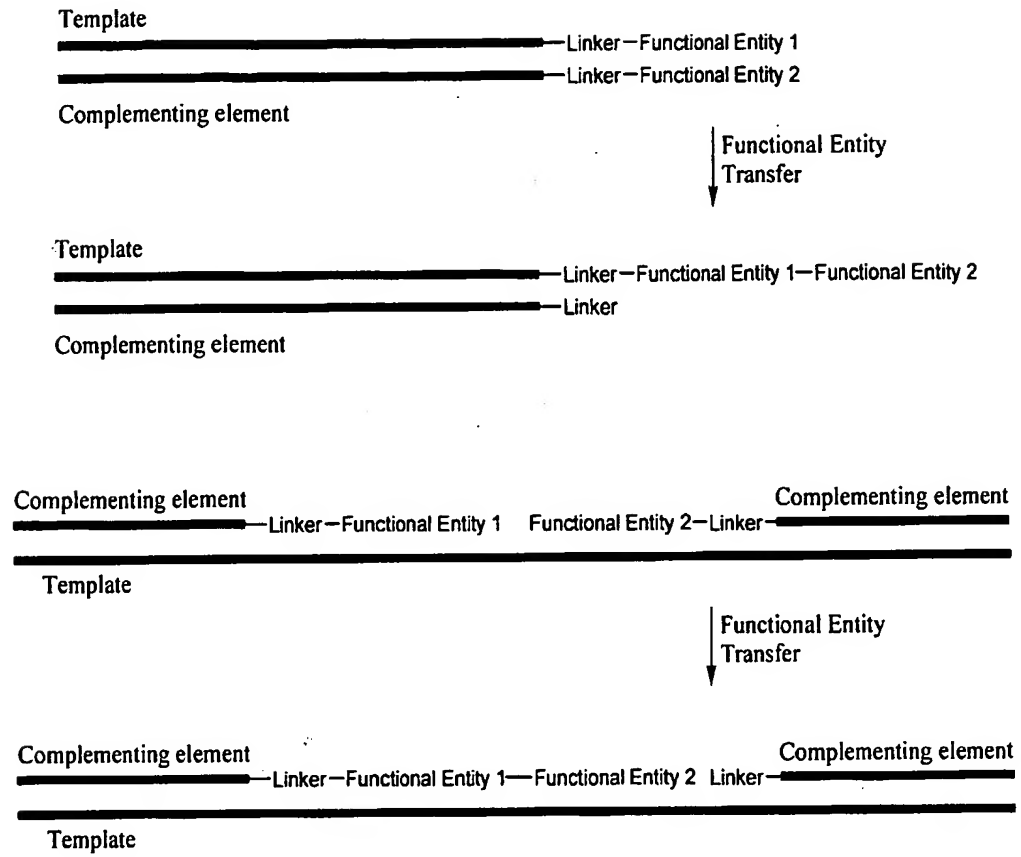 Template
Linker–Functional Entity 1
Linker–Functional Entity 2
Complementing element
Functional Entity
Transfer
Template
Linker–Functional Entity 1–Functional Entity 2
Linker
Complementing element
Complementing element Complementing element
Linker–Functional Entity 1 Functional Entity 2–Linker
Template
Functional Entity
Transfer
Complementing element Complementing element
Linker–Functional Entity 1–Functional Entity 2 Linker
Template